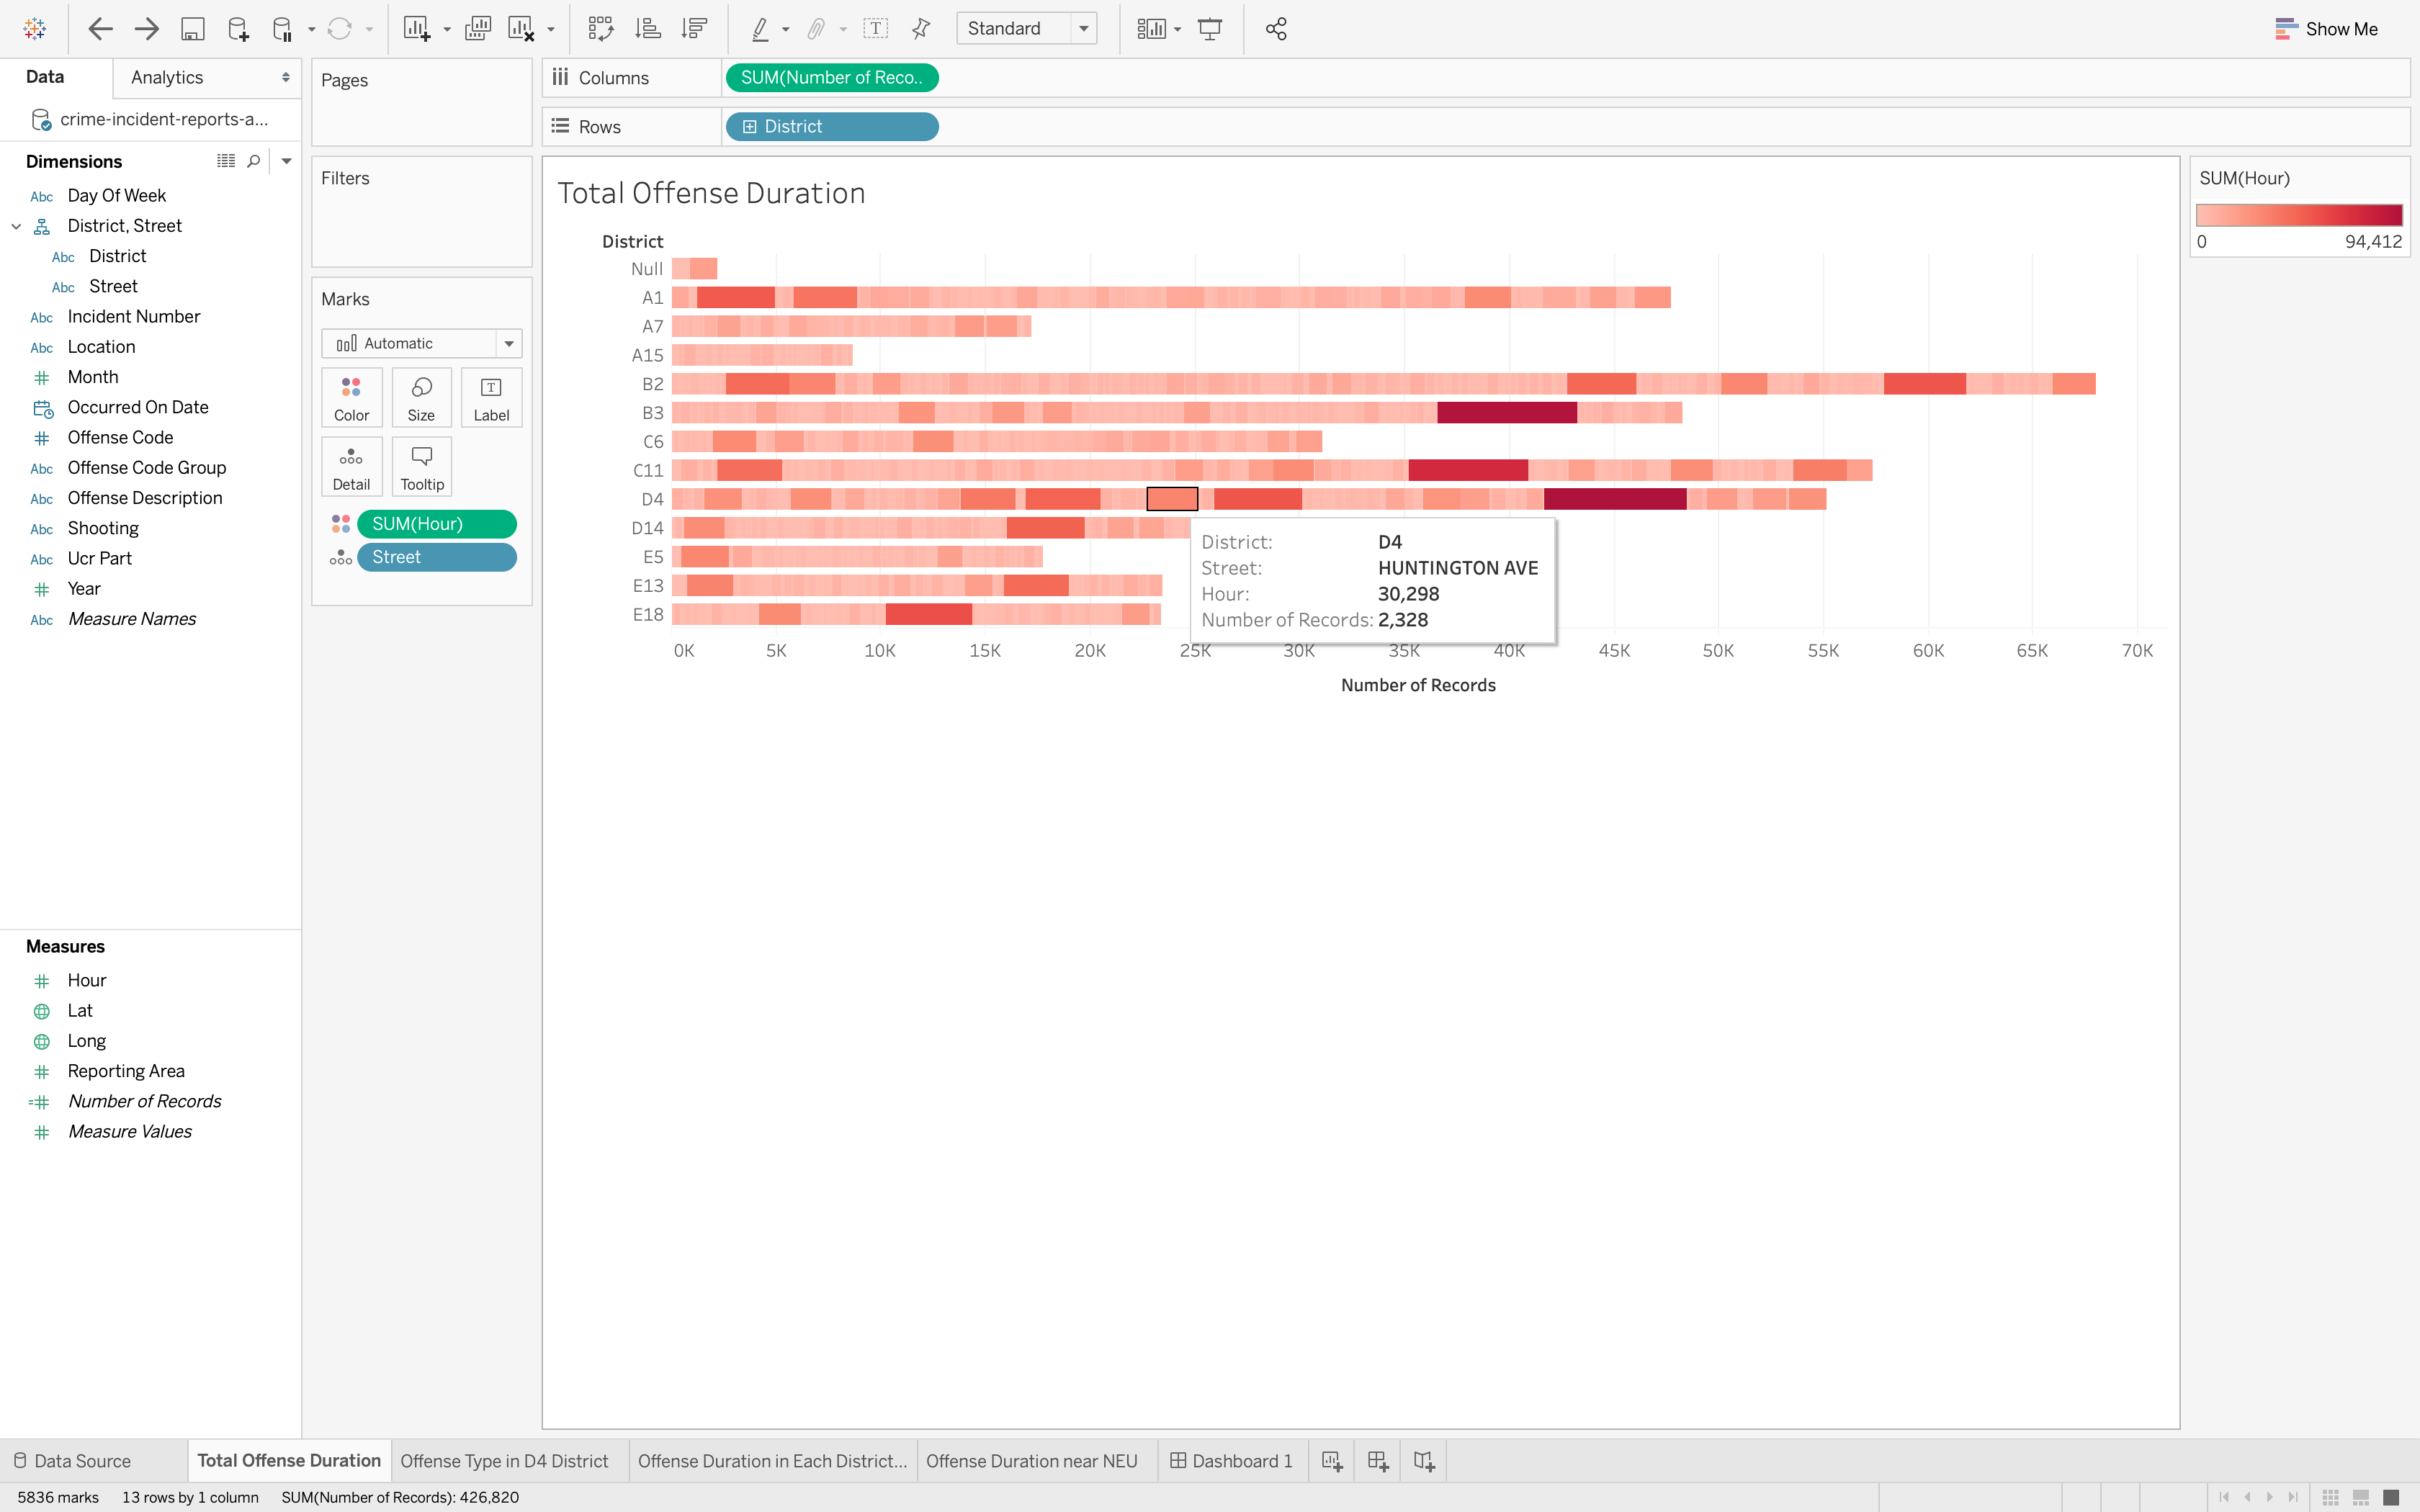 Standard
Show Me
Data
Analytics
crime-incident-reports-a...
Dimensions
Abc Day Of Week
District, Street
Abc District
Abc Street
Abc Incident Number
Abc Location
Month
Occurred On Date
Offense Code
Abc Offense Code Group
Abc Offense Description
Abc Shooting
Abc Ucr Part
Year
Abc Measure Names
Measures
Hour
Lat
Long
Reporting Area
Number of Records
Measure Values
Pages
Filters
Marks
Automatic
Color Size Label
Detail Tooltip
SUM(Hour)
Street
Columns SUM(Number of Reco..
Rows District
Total Offense Duration
District
Null
A1
A7
A15
B2
B3
C6
C11
D4
D14
E5
E13
E18
District: D4
Street: HUNTINGTON AVE
Hour: 30,298
Number of Records: 2,328
0K 5K 10K 15K 20K 25K 30K 35K 40K 45K 50K 55K 60K 65K 70K
Number of Records
SUM(Hour)
0 94,412
Data Source Total Offense Duration Offense Type in D4 District Offense Duration in Each District... Offense Duration near NEU Dashboard 1
5836 marks 13 rows by 1 column SUM(Number of Records): 426,820